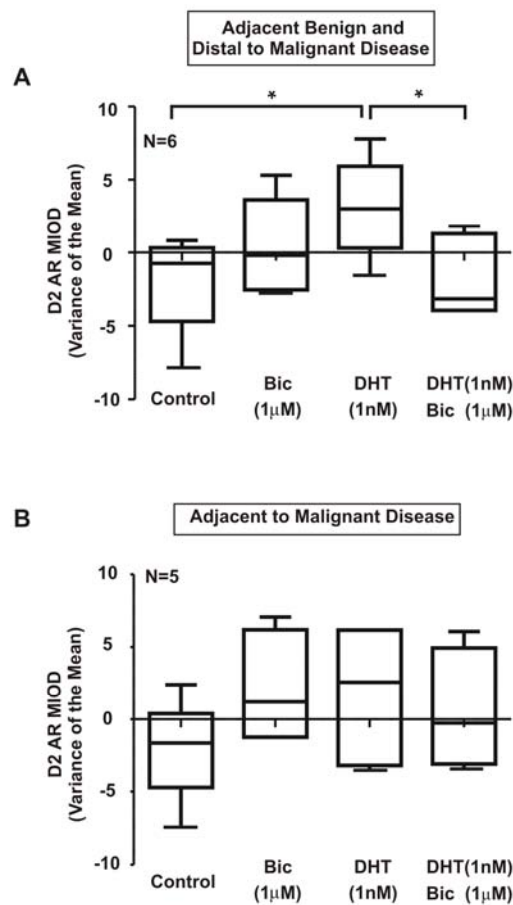 Adjacent Benign and
Distal to Malignant Disease
A
* *
N=6
10
5
0
-5
-10
D2 AR MIOD
(Variance of the Mean)
Control
Bic
(1μM)
DHT
(1nM)
DHT(1nM)
Bic (1μM)
B
Adjacent to Malignant Disease
N=5
10
5
0
-5
-10
D2 AR MIOD
(Variance of the Mean)
Control
Bic
(1μM)
DHT
(1nM)
DHT(1nM)
Bic (1μM)